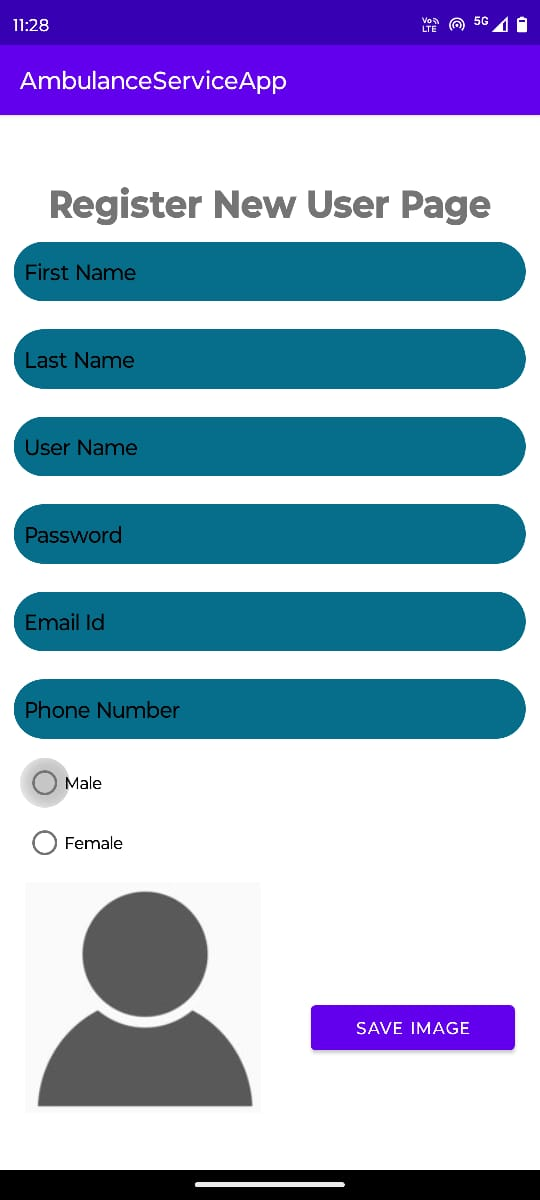 11:28
Vo LTE 5G
AmbulanceServiceApp
Register New User Page
First Name
Last Name
User Name
Password
Email Id
Phone Number
Male
Female
SAVE IMAGE